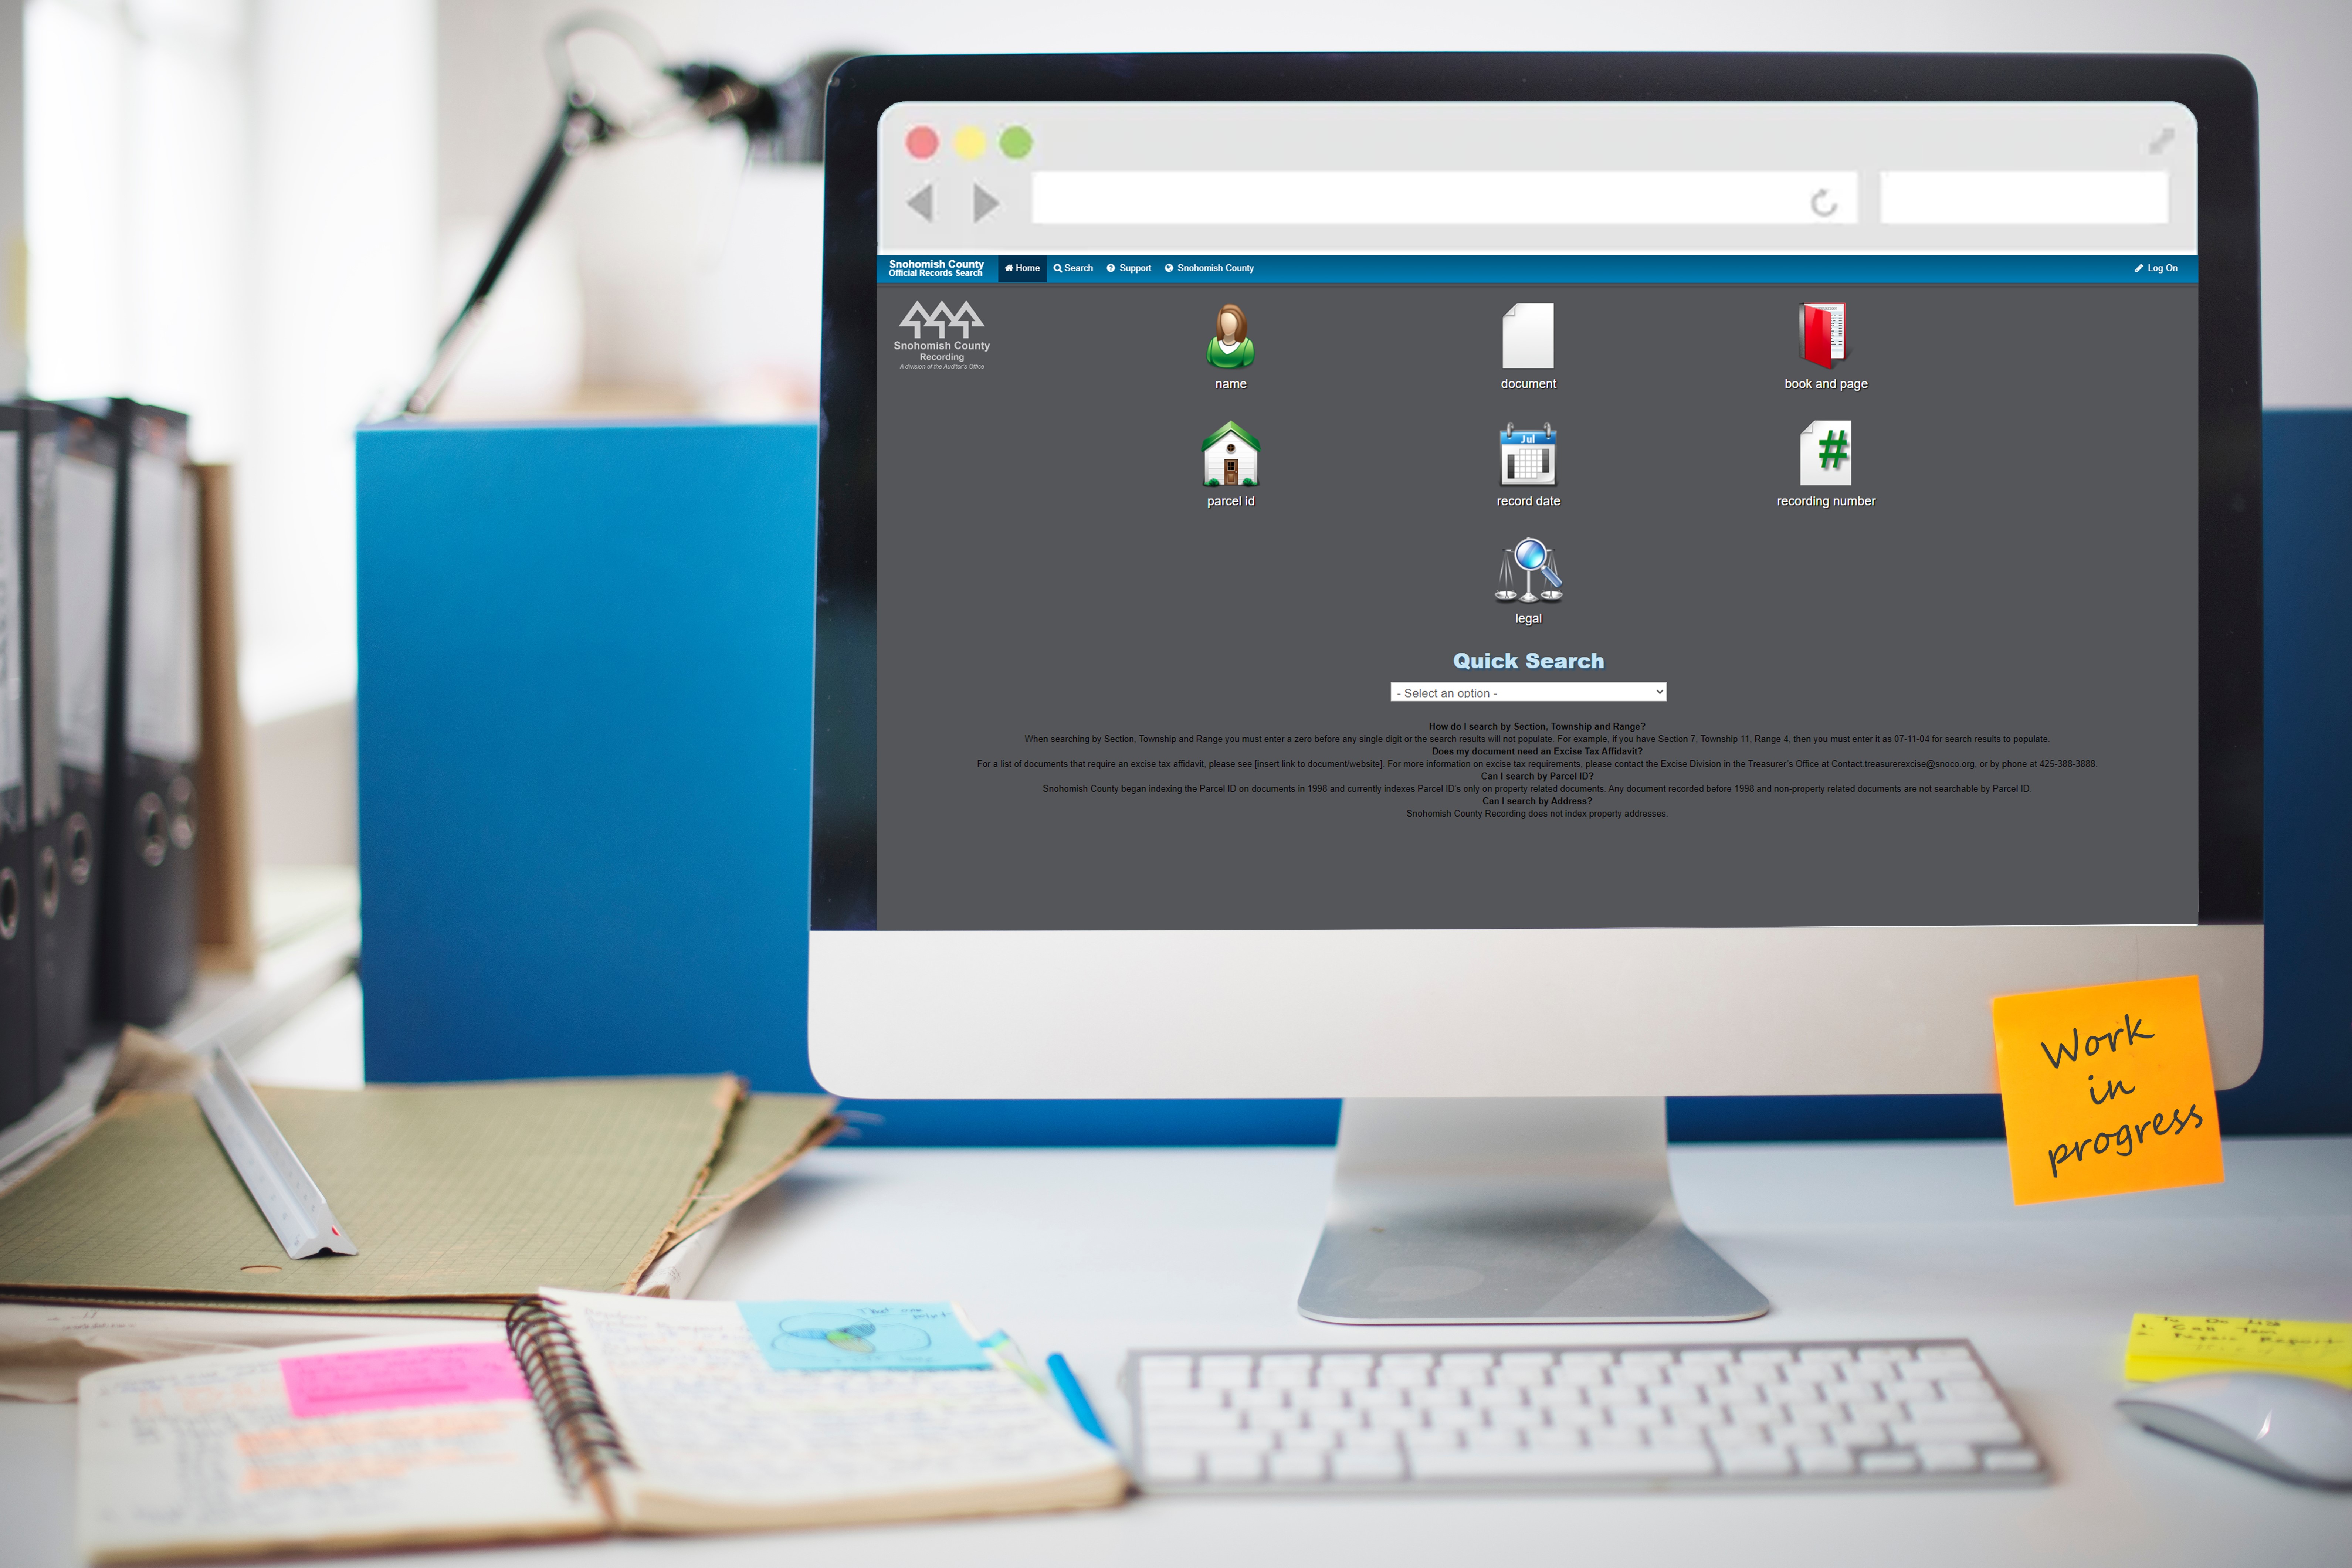 Snohomish County
Official Records Search
Home
Search
Support
Snohomish County
Log On
Snohomish County
Recording
A division of the Auditor's Office
name
document
book and page
parcel id
Jul
record date
#
recording number
legal
Quick Search
- Select an option -
How do I search by Section, Township and Range?
When searching by Section, Township and Range you must enter a zero before any single digit or the search results will not populate. For example, if you have Section 7, Township 11, Range 4, then you must enter it as 07-11-04 for search results to populate.
Does my document need an Excise Tax Affidavit?
For a list of documents that require an excise tax affidavit, please see [insert link to document/website]. For more information on excise tax requirements, please contact the Excise Division in the Treasurer's Office at Contact.treasurerexcise@snoco.org, or by phone at 425-388-3888.
Can I search by Parcel ID?
Snohomish County began indexing the Parcel ID on documents in 1998 and currently indexes Parcel ID's only on property related documents. Any document recorded before 1998 and non-property related documents are not searchable by Parcel ID.
Can I search by Address?
Snohomish County Recording does not index property addresses.
Work
in
progress